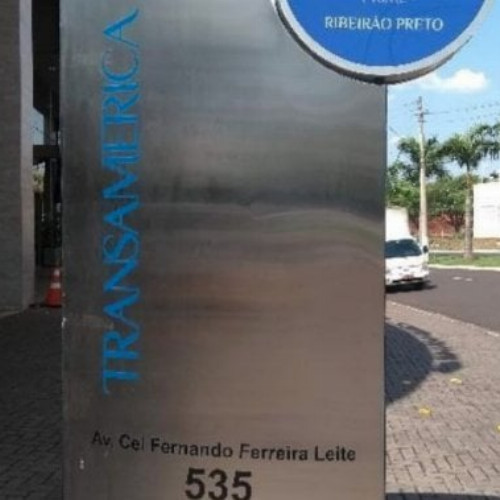 RIBEIRÃO PRETO
TRANSAMERICA
Av. Cel Fernando Ferreira Leite
535